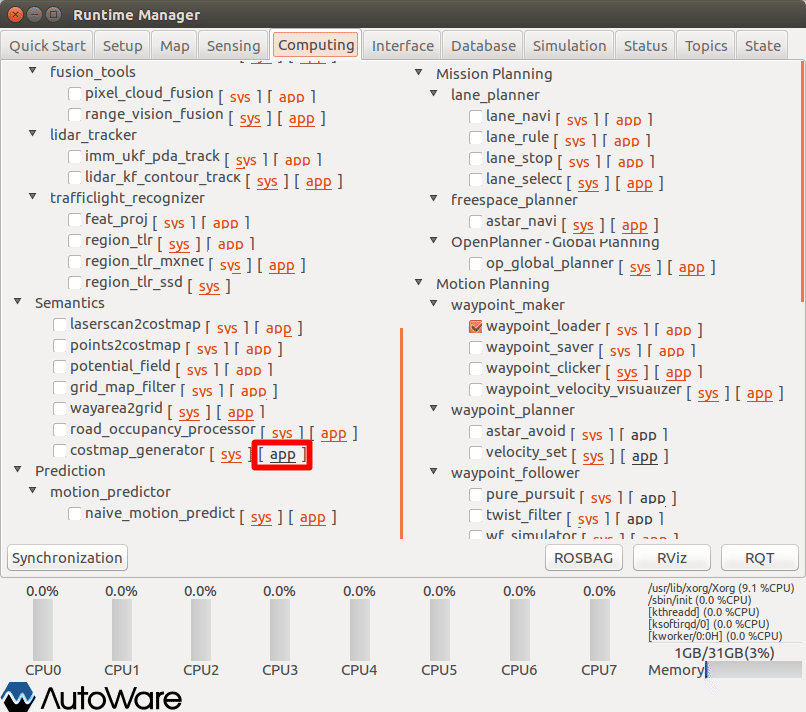 Runtime Manager
Quick Start Setup Map Sensing Computing Interface Database Simulation Status Topics State
fusion_tools
pixel_cloud_fusion [ sys ] [ app ]
range_vision_fusion [ sys ] [ app ]
lidar_tracker
imm_ukf_pda_track [ sys ] [ app ]
lidar_kf_contour_track [ sys ] [ app ]
trafficlight_recognizer
feat_proj [ sys ] [ app ]
region_tlr [ sys ] [ app ]
region_tlr_mxnet [ sys ] [ app ]
region_tlr_ssd [ sys ]
Semantics
laserscan2costmap [ sys ] [ app ]
points2costmap [ sys ] [ app ]
potential_field [ sys ] [ app ]
grid_map_filter [ sys ] [ app ]
wayarea2grid [ sys ] [ app ]
road_occupancy_processor [ sys ] [ app ]
costmap_generator [ sys ] [ app ]
Prediction
motion_predictor
naive_motion_predict [ sys ] [ app ]
Mission Planning
lane_planner
lane_navi [ sys ] [ app ]
lane_rule [ sys ] [ app ]
lane_stop [ sys ] [ app ]
lane_select [ sys ] [ app ]
freespace_planner
astar_navi [ sys ] [ app ]
OpenPlanner - Global Planning
op_global_planner [ sys ] [ app ]
Motion Planning
waypoint_maker
waypoint_loader [ sys ] [ app ]
waypoint_saver [ sys ] [ app ]
waypoint_clicker [ sys ] [ app ]
waypoint_velocity_visualizer [ sys ] [ app ]
waypoint_planner
astar_avoid [ sys ] [ app ]
velocity_set [ sys ] [ app ]
waypoint_follower
pure_pursuit [ sys ] [ app ]
twist_filter [ sys ] [ app ]
wf_simulator [ sys ] [ app ]
Synchronization ROSBAG RViz RQT
0.0% 0.0% 0.0% 0.0% 0.0% 0.0% 0.0% 0.0%
CPU0 CPU1 CPU2 CPU3 CPU4 CPU5 CPU6 CPU7
/usr/lib/xorg/Xorg (9.1 %CPU)
/sbin/init (0.0 %CPU)
[kthreadd] (0.0 %CPU)
[ksoftirqd/0] (0.0 %CPU)
[kworker/0:0H] (0.0 %CPU)
1GB/31GB(3%)
Memory
AutoWare